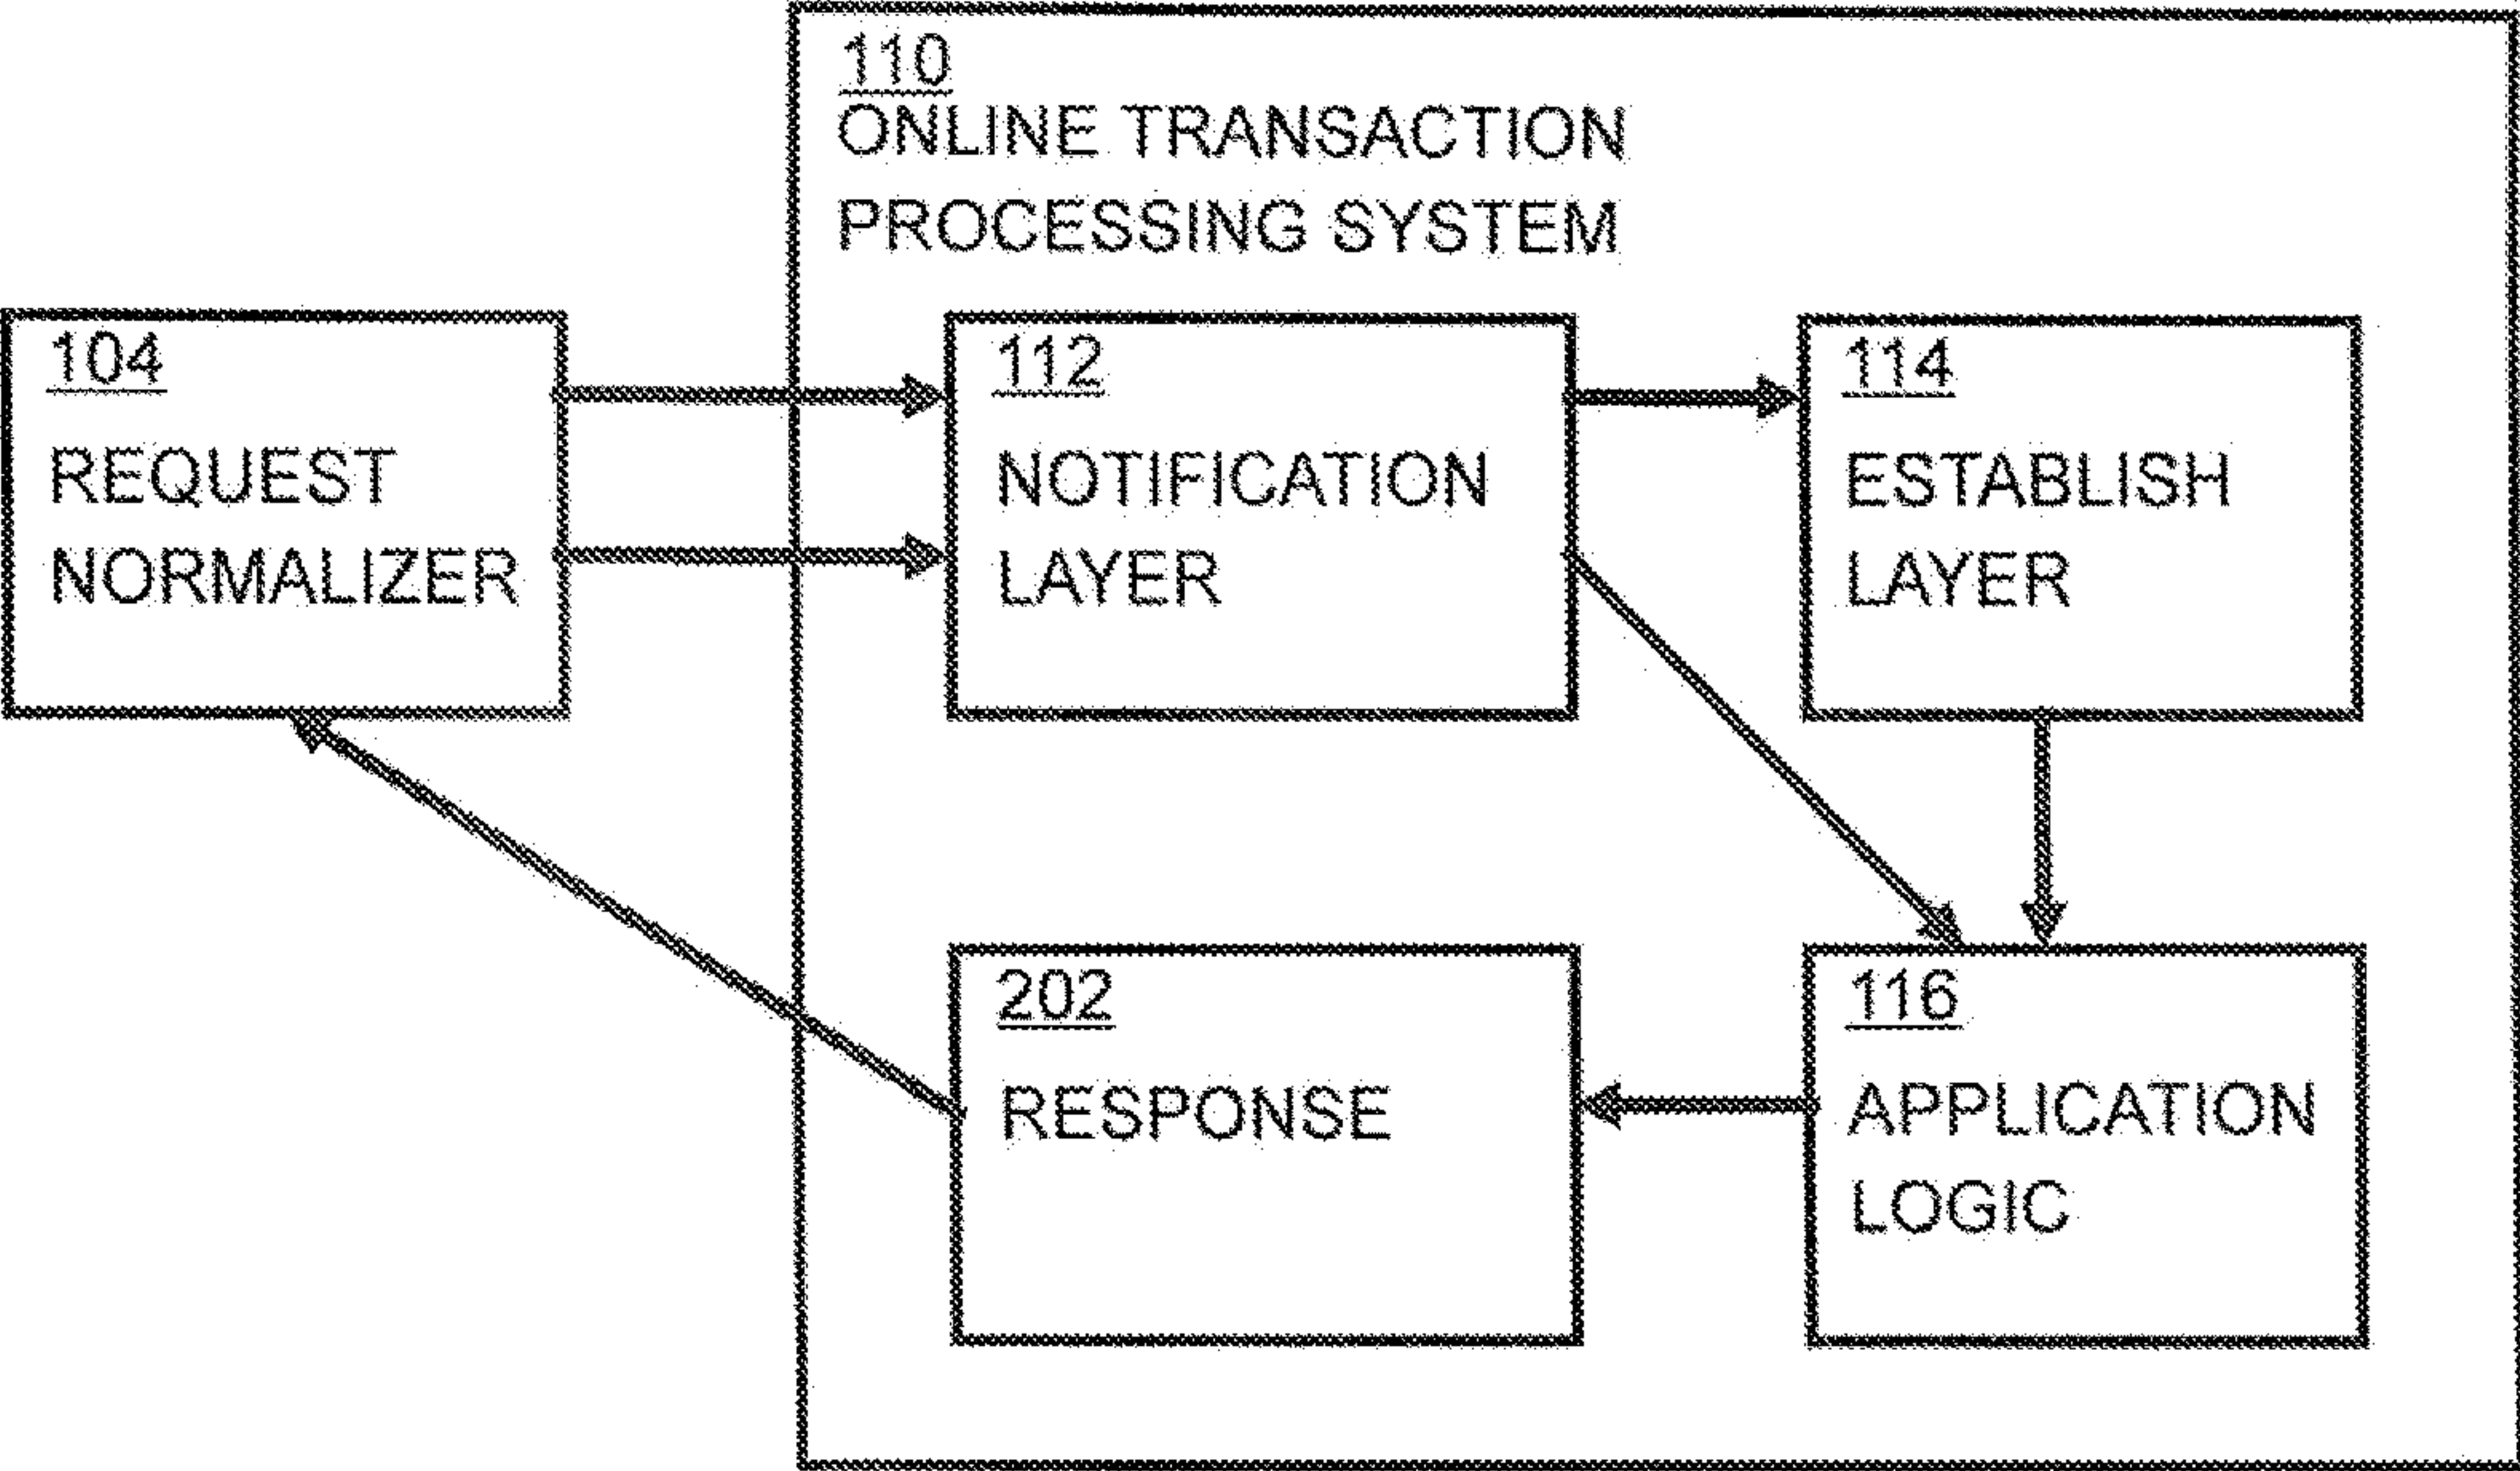 110
ONLINE TRANSACTION
PROCESSING SYSTEM
104
REQUEST
NORMALIZER
112
NOTIFICATION
LAYER
114
ESTABLISH
LAYER
202
RESPONSE
116
APPLICATION
LOGIC